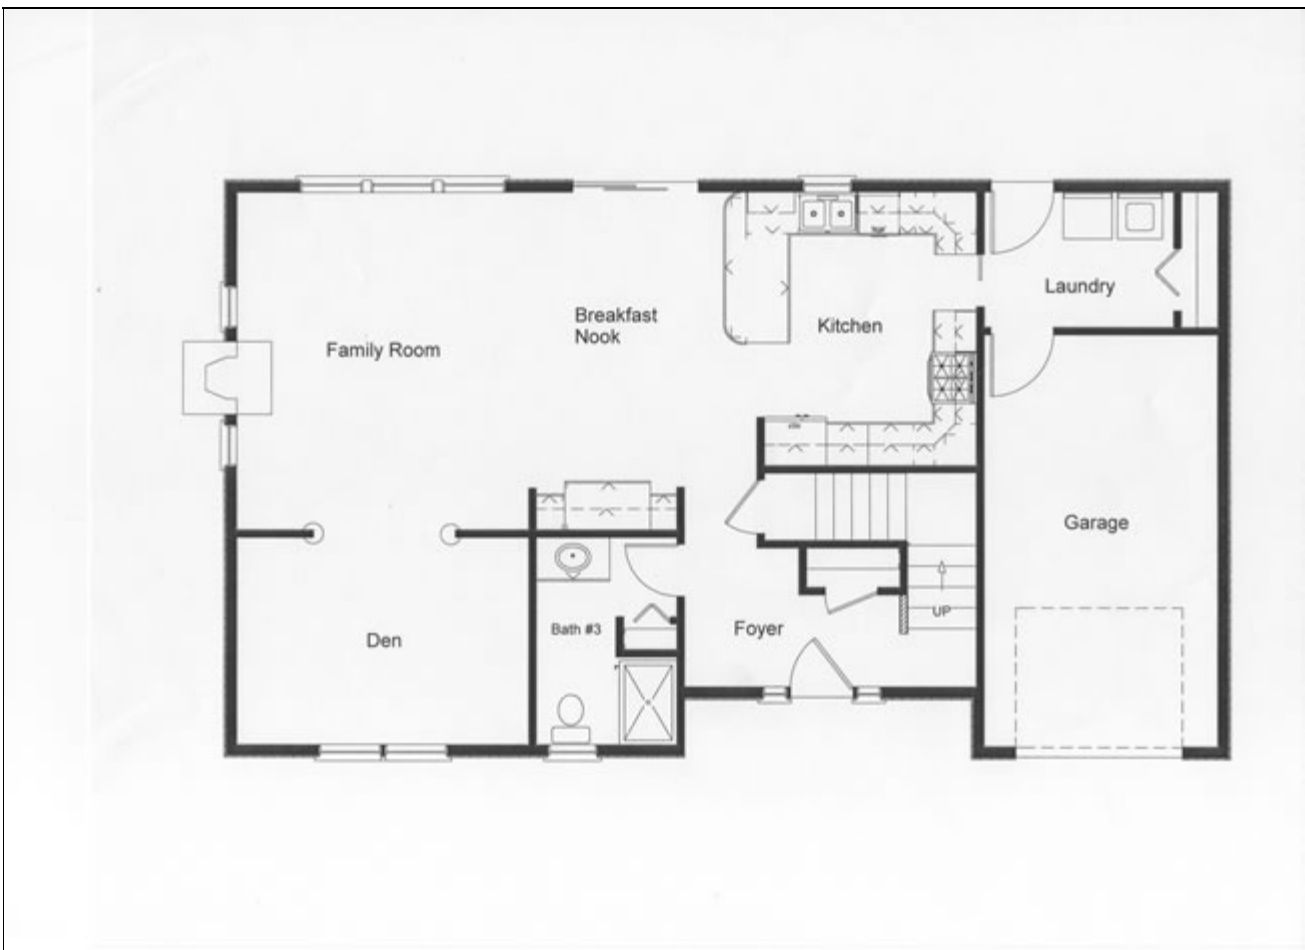 Breakfast
Nook
Laundry
Kitchen
Family Room
Garage
UP
Bath #3
Foyer
Den